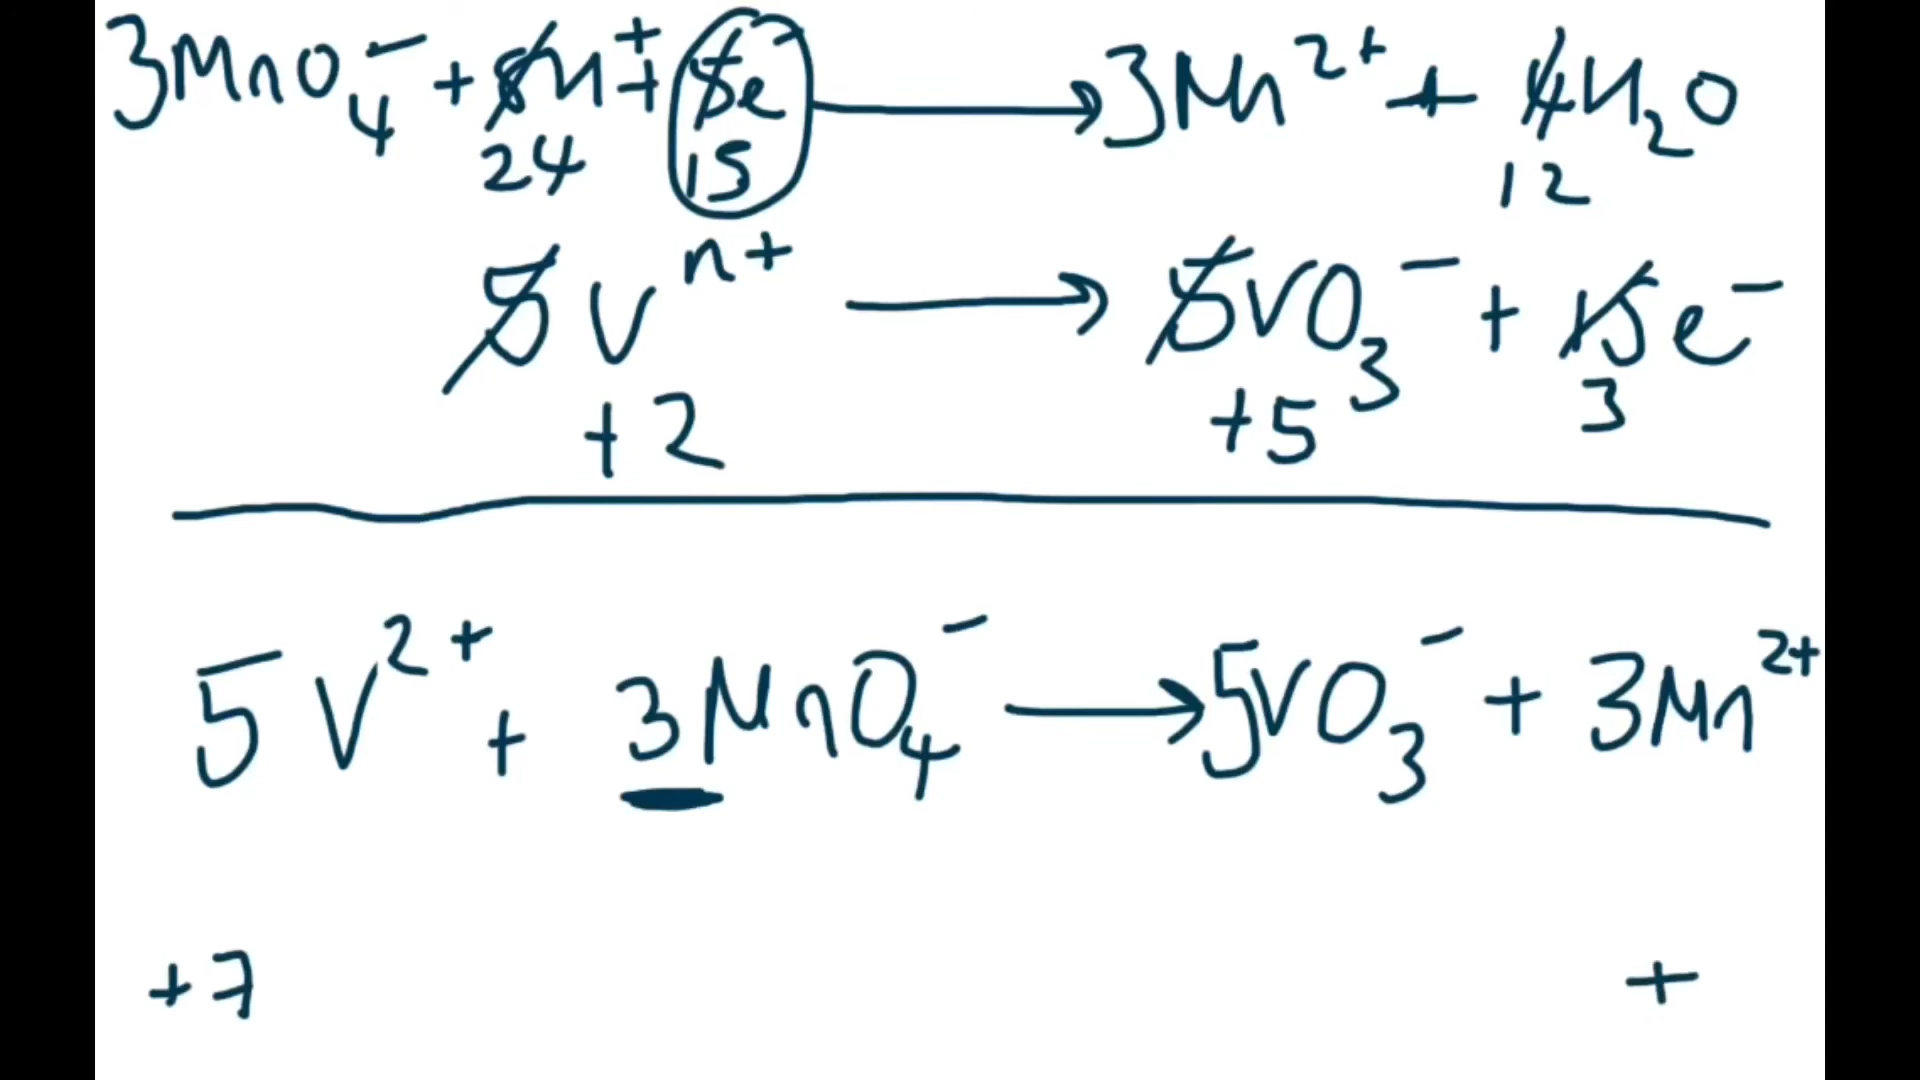 3MnO₄⁻ + 8H⁺ + 5e⁻ ⟶ 3Mn²⁺ + 4H₂O
24 15 12
5Vⁿ⁺ ⟶ 5VO₃⁻ + 15e⁻
+2 +5 3
5V²⁺ + 3MnO₄⁻ ⟶ 5VO₃⁻ + 3Mn²⁺
+7 +